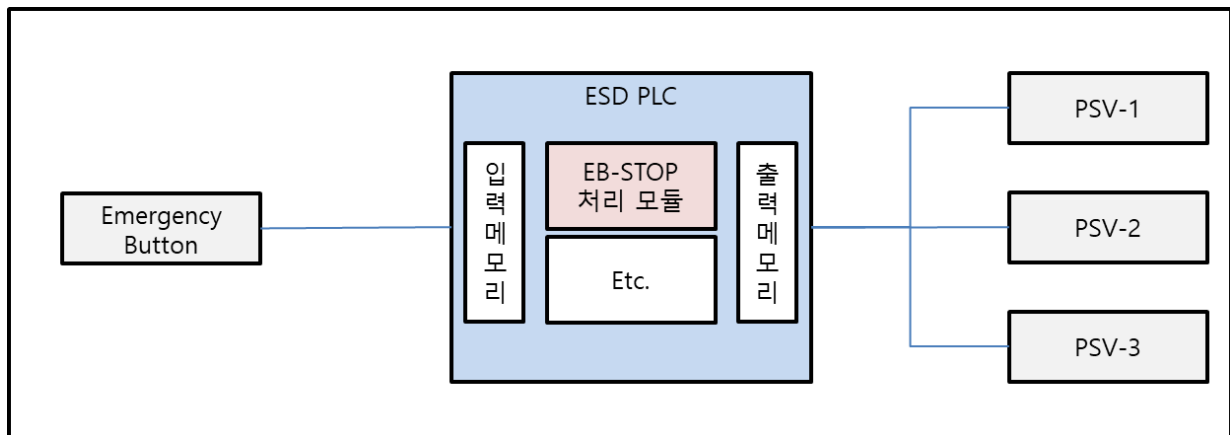 ESD PLC
Emergency
Button
입
력
메
모
리
EB-STOP
처리 모듈
Etc.
출
력
메
모
리
PSV-1
PSV-2
PSV-3